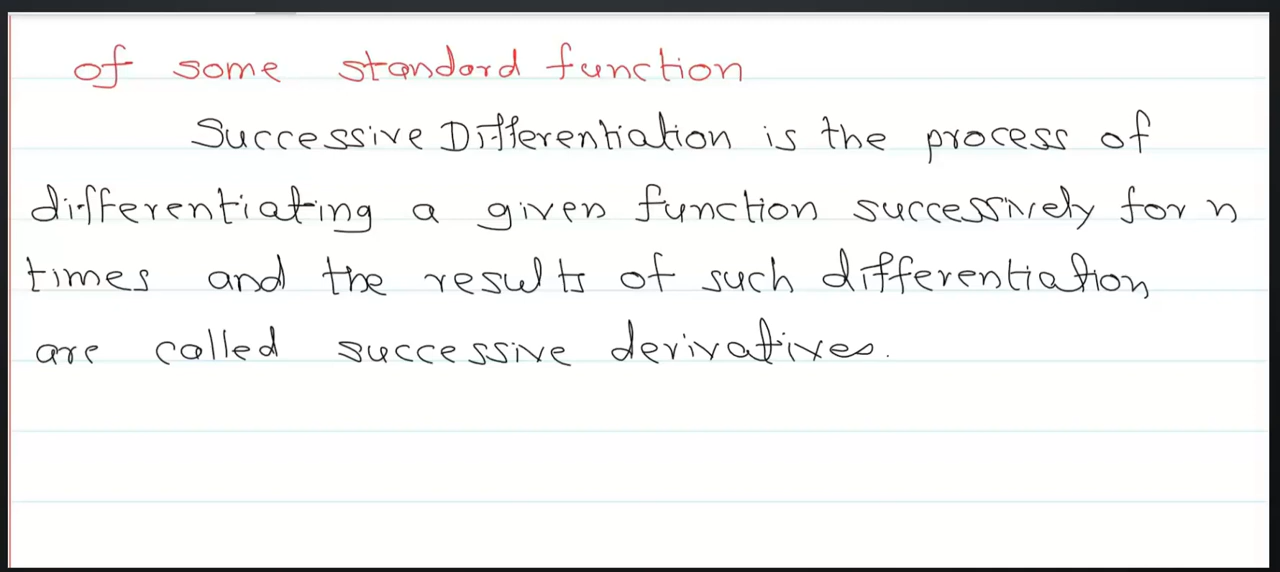 of some standard function
Successive Differentiation is the process of
differentiating a given function successively for n
times and the results of such differentiation
are called successive derivatives.